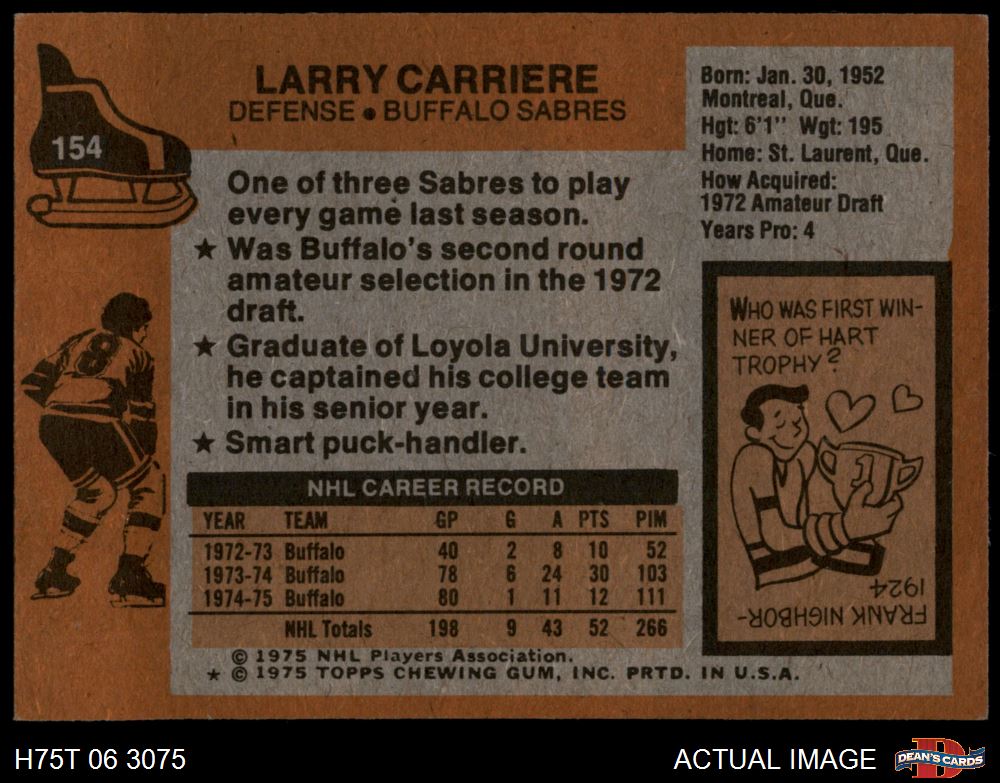 154
LARRY CARRIERE
DEFENSE • BUFFALO SABRES
Born: Jan. 30, 1952
Montreal, Que.
Hgt: 6'1" Wgt: 195
Home: St. Laurent, Que.
How Acquired:
1972 Amateur Draft
Years Pro: 4
One of three Sabres to play
every game last season.
★ Was Buffalo's second round
amateur selection in the 1972
draft.
★ Graduate of Loyola University,
he captained his college team
in his senior year.
★ Smart puck-handler.
8
WHO WAS FIRST WIN-
NER OF HART
TROPHY?
1
FRANK NIGHBOR-
1924
NHL CAREER RECORD
YEAR TEAM GP G A PTS PIM
1972-73 Buffalo 40 2 8 10 52
1973-74 Buffalo 78 6 24 30 103
1974-75 Buffalo 80 1 11 12 111
NHL Totals 198 9 43 52 266
© 1975 NHL Players Association.
★ © 1975 TOPPS CHEWING GUM, INC. PRTD. IN U.S.A.
H75T 06 3075
ACTUAL IMAGE
D
DEAN'S CARDS